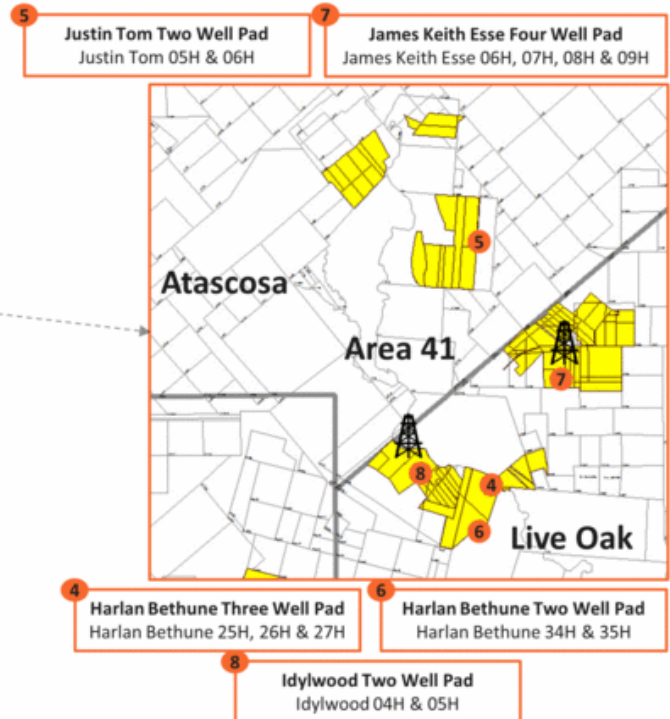 5
Justin Tom Two Well Pad
Justin Tom 05H & 06H
7
James Keith Esse Four Well Pad
James Keith Esse 06H, 07H, 08H & 09H
5
Atascosa
Area 41
7
8
4
6
Live Oak
4
Harlan Bethune Three Well Pad
Harlan Bethune 25H, 26H & 27H
6
Harlan Bethune Two Well Pad
Harlan Bethune 34H & 35H
8
Idylwood Two Well Pad
Idylwood 04H & 05H